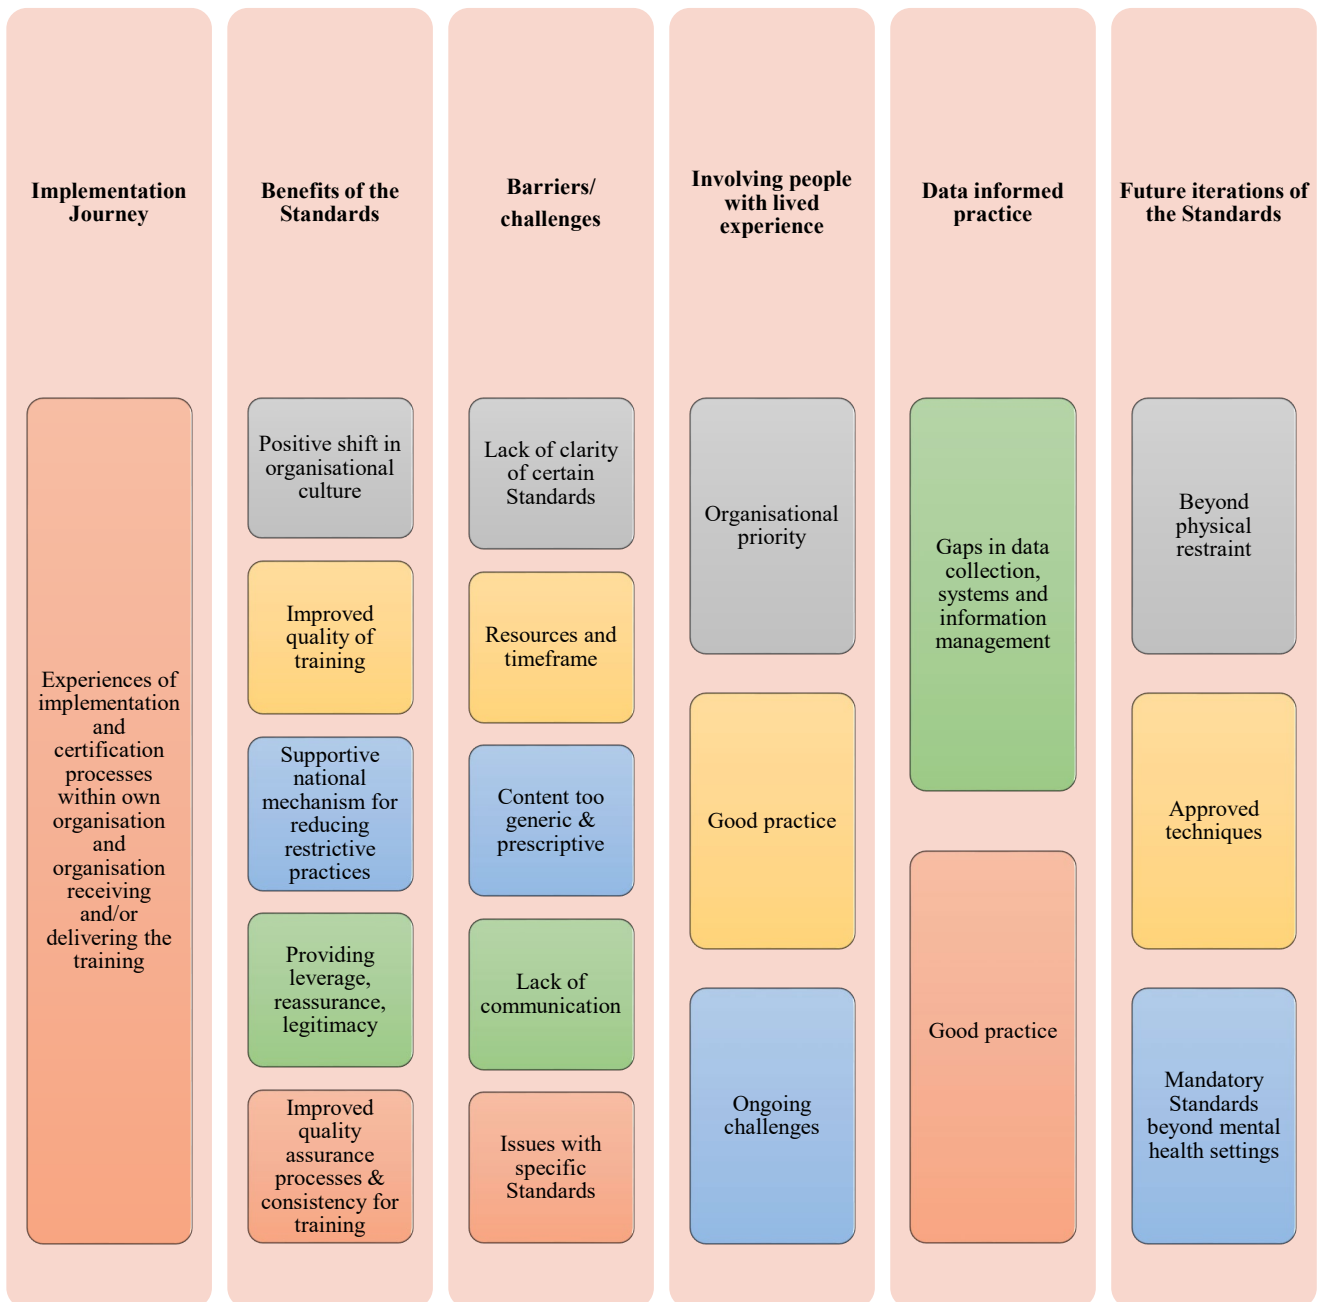 Implementation
Journey
Experiences of
implementation
and
certification
processes
within own
organisation
and
organisation
receiving
and/or
delivering the
training
Benefits of the
Standards
Positive shift in
organisational
culture
Improved
quality of
training
Supportive
national
mechanism for
reducing
restrictive
practices
Providing
leverage,
reassurance,
legitimacy
Improved
quality
assurance
processes &
consistency for
training
Barriers/
challenges
Lack of clarity
of certain
Standards
Resources and
timeframe
Content too
generic &
prescriptive
Lack of
communication
Issues with
specific
Standards
Involving people
with lived
experience
Organisational
priority
Good practice
Ongoing
challenges
Data informed
practice
Gaps in data
collection,
systems and
information
management
Good practice
Future iterations of
the Standards
Beyond
physical
restraint
Approved
techniques
Mandatory
Standards
beyond mental
health settings